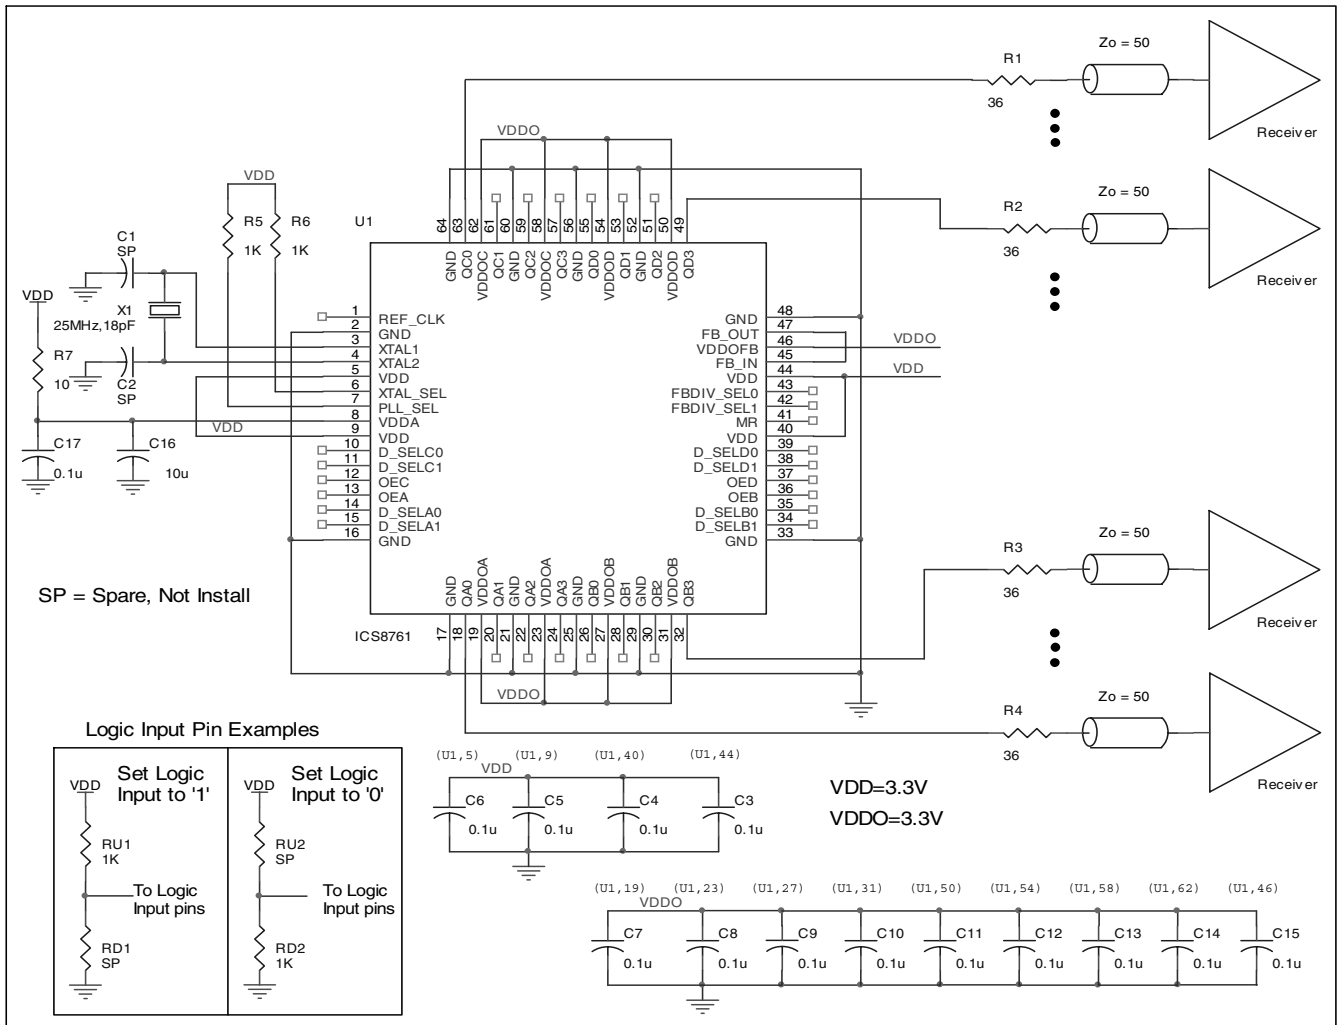 Zo = 50
R1
36
Receiver
VDDO
Zo = 50
R2
36
Receiver
VDD
R5
1K
R6
1K
U1
C1
SP
X1
25MHz,18pF
C2
SP
VDD
R7
10
VDD
C17
0.1u
C16
10u
64 63 62 61 60 59 58 57 56 55 54 53 52 51 50 49
GND QC0 VDDOC QC1 GND QC2 VDDOC QC3 GND QD0 VDDOD QD1 GND QD2 VDDOD QD3
1 REF_CLK
2 GND
3 XTAL1
4 XTAL2
5 VDD
6 XTAL_SEL
7 PLL_SEL
8 VDDA
9 VDD
10 D_SELC0
11 D_SELC1
12 OEC
13 OEA
14 D_SELA0
15 D_SELA1
16 GND
GND 48
FB_OUT 47
VDDOFB 46
FB_IN 45
VDD 44
FBDIV_SEL0 43
FBDIV_SEL1 42
MR 41
VDD 40
D_SELD0 39
D_SELD1 38
OED 37
OEB 36
D_SELB0 35
D_SELB1 34
GND 33
VDDO
VDD
GND QA0 VDDOA QA1 GND QA2 VDDOA QA3 GND QB0 VDDOB QB1 GND QB2 VDDOB QB3
17 18 19 20 21 22 23 24 25 26 27 28 29 30 31 32
ICS8761
VDDO
SP = Spare, Not Install
Zo = 50
R3
36
Receiver
Zo = 50
R4
36
Receiver
Logic Input Pin Examples
VDD
Set Logic
Input to '1'
RU1
1K
To Logic
Input pins
RD1
SP
VDD
Set Logic
Input to '0'
RU2
SP
To Logic
Input pins
RD2
1K
(U1,5) (U1,9) (U1,40) (U1,44)
VDD
C6
0.1u
C5
0.1u
C4
0.1u
C3
0.1u
VDD=3.3V
VDDO=3.3V
(U1,19) (U1,23) (U1,27) (U1,31) (U1,50) (U1,54) (U1,58) (U1,62) (U1,46)
VDDO
C7
0.1u
C8
0.1u
C9
0.1u
C10
0.1u
C11
0.1u
C12
0.1u
C13
0.1u
C14
0.1u
C15
0.1u